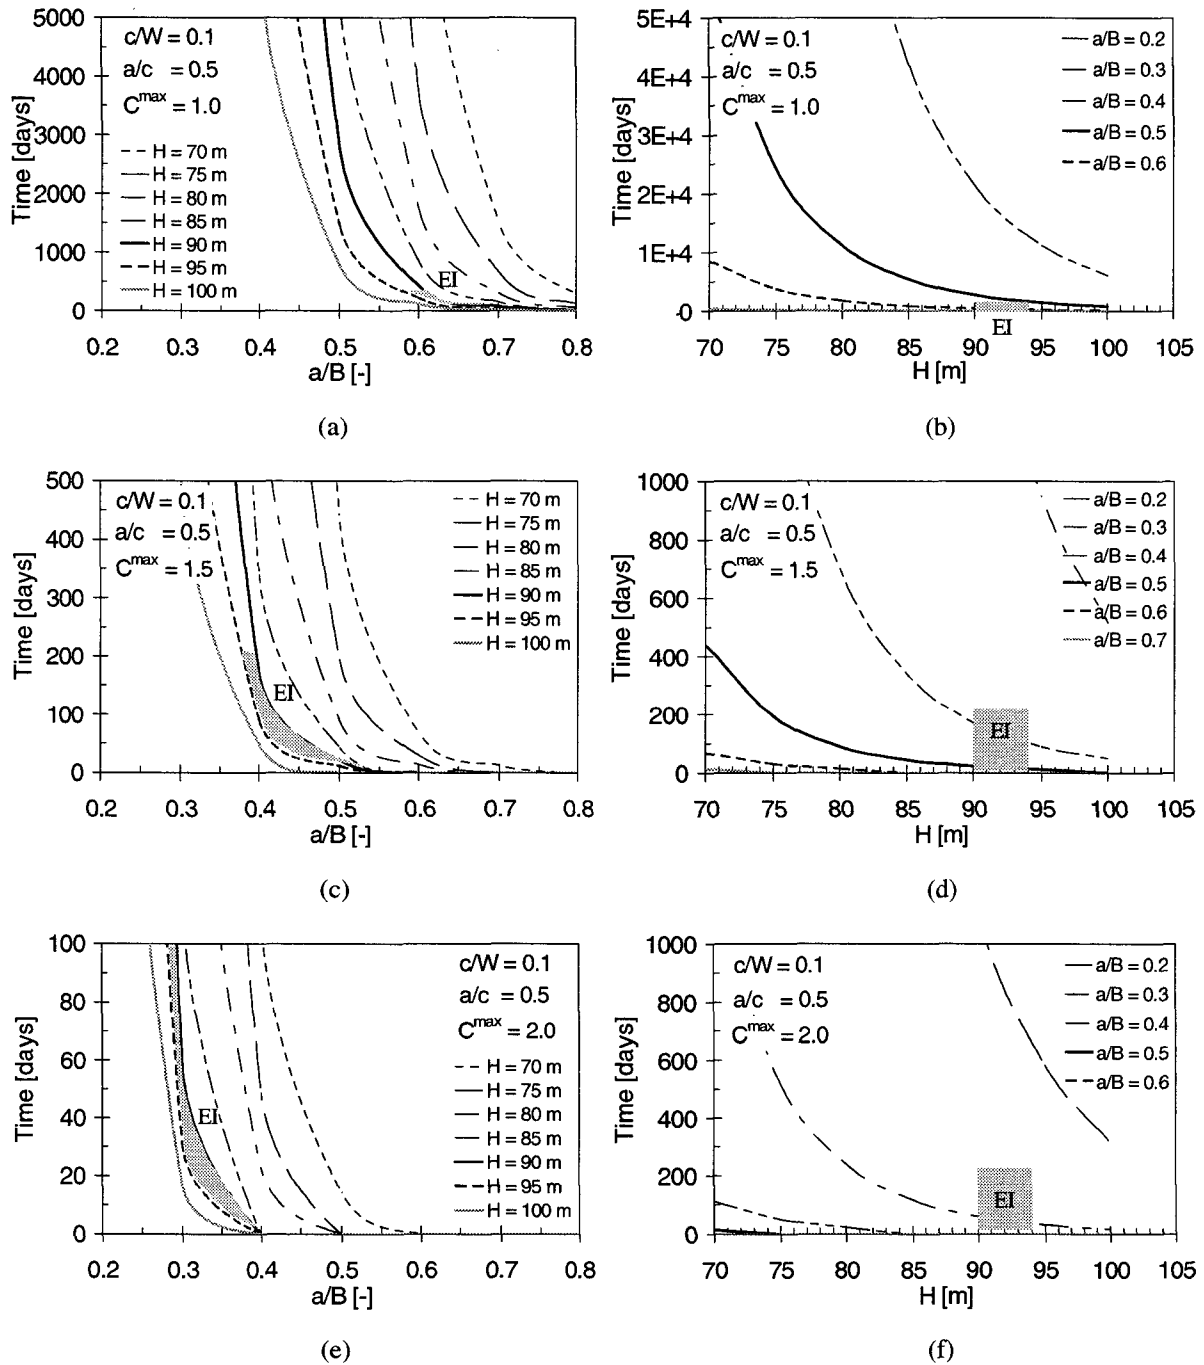 5000
4000
3000
2000
1000
0
Time [days]
c/W = 0.1
a/c = 0.5
C^max = 1.0
H = 70 m
H = 75 m
H = 80 m
H = 85 m
H = 90 m
H = 95 m
H = 100 m
EI
0.2 0.3 0.4 0.5 0.6 0.7 0.8
a/B [-]
(a)
5E+4
4E+4
3E+4
2E+4
1E+4
-0
Time [days]
c/W = 0.1
a/c = 0.5
C^max = 1.0
a/B = 0.2
a/B = 0.3
a/B = 0.4
a/B = 0.5
a/B = 0.6
EI
70 75 80 85 90 95 100 105
H [m]
(b)
500
400
300
200
100
0
Time [days]
c/W = 0.1
a/c = 0.5
C^max = 1.5
H = 70 m
H = 75 m
H = 80 m
H = 85 m
H = 90 m
H = 95 m
H = 100 m
EI
0.2 0.3 0.4 0.5 0.6 0.7 0.8
a/B [-]
(c)
1000
800
600
400
200
0
Time [days]
c/W = 0.1
a/c = 0.5
C^max = 1.5
a/B = 0.2
a/B = 0.3
a/B = 0.4
a/B = 0.5
a/B = 0.6
a/B = 0.7
EI
70 75 80 85 90 95 100 105
H [m]
(d)
100
80
60
40
20
0
Time [days]
c/W = 0.1
a/c = 0.5
C^max = 2.0
H = 70 m
H = 75 m
H = 80 m
H = 85 m
H = 90 m
H = 95 m
H = 100 m
EI
0.2 0.3 0.4 0.5 0.6 0.7 0.8
a/B [-]
(e)
1000
800
600
400
200
0
Time [days]
c/W = 0.1
a/c = 0.5
C^max = 2.0
a/B = 0.2
a/B = 0.3
a/B = 0.4
a/B = 0.5
a/B = 0.6
EI
70 75 80 85 90 95 100 105
H [m]
(f)